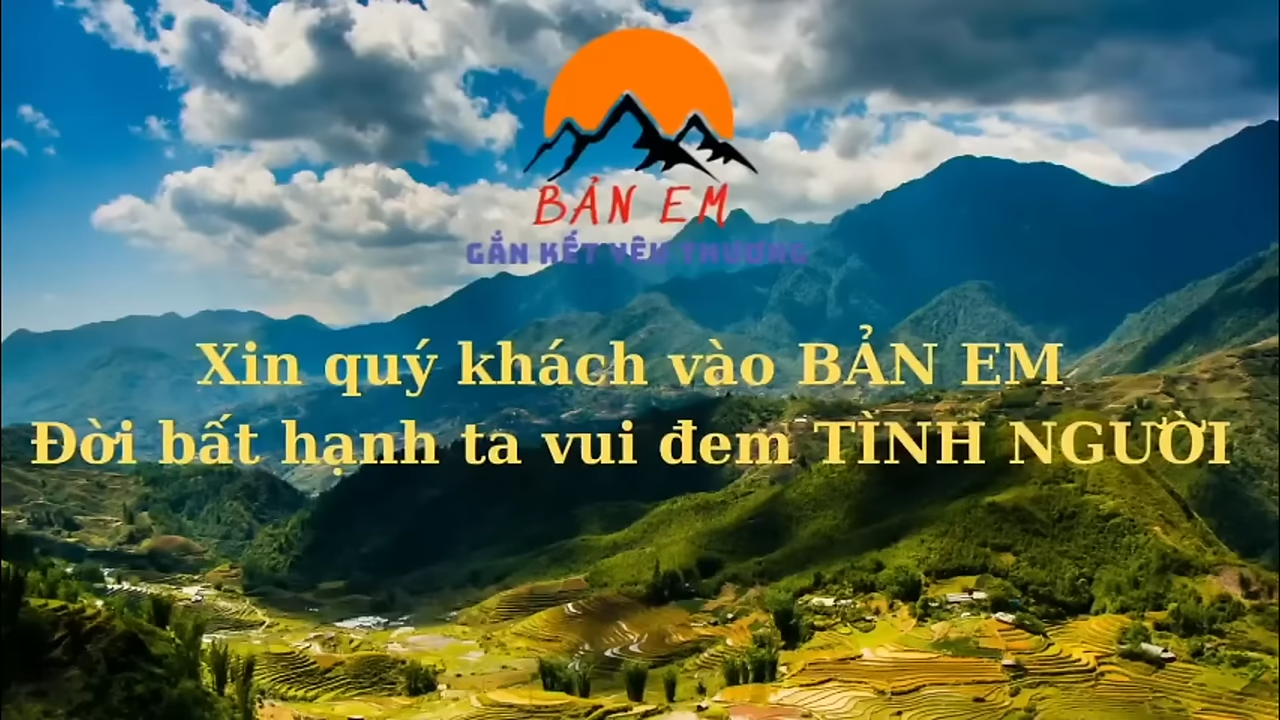 BẢN EM
GẮN KẾT YÊU THƯƠNG
Xin quý khách vào BẢN EM
Đời bất hạnh ta vui đem TÌNH NGƯỜI